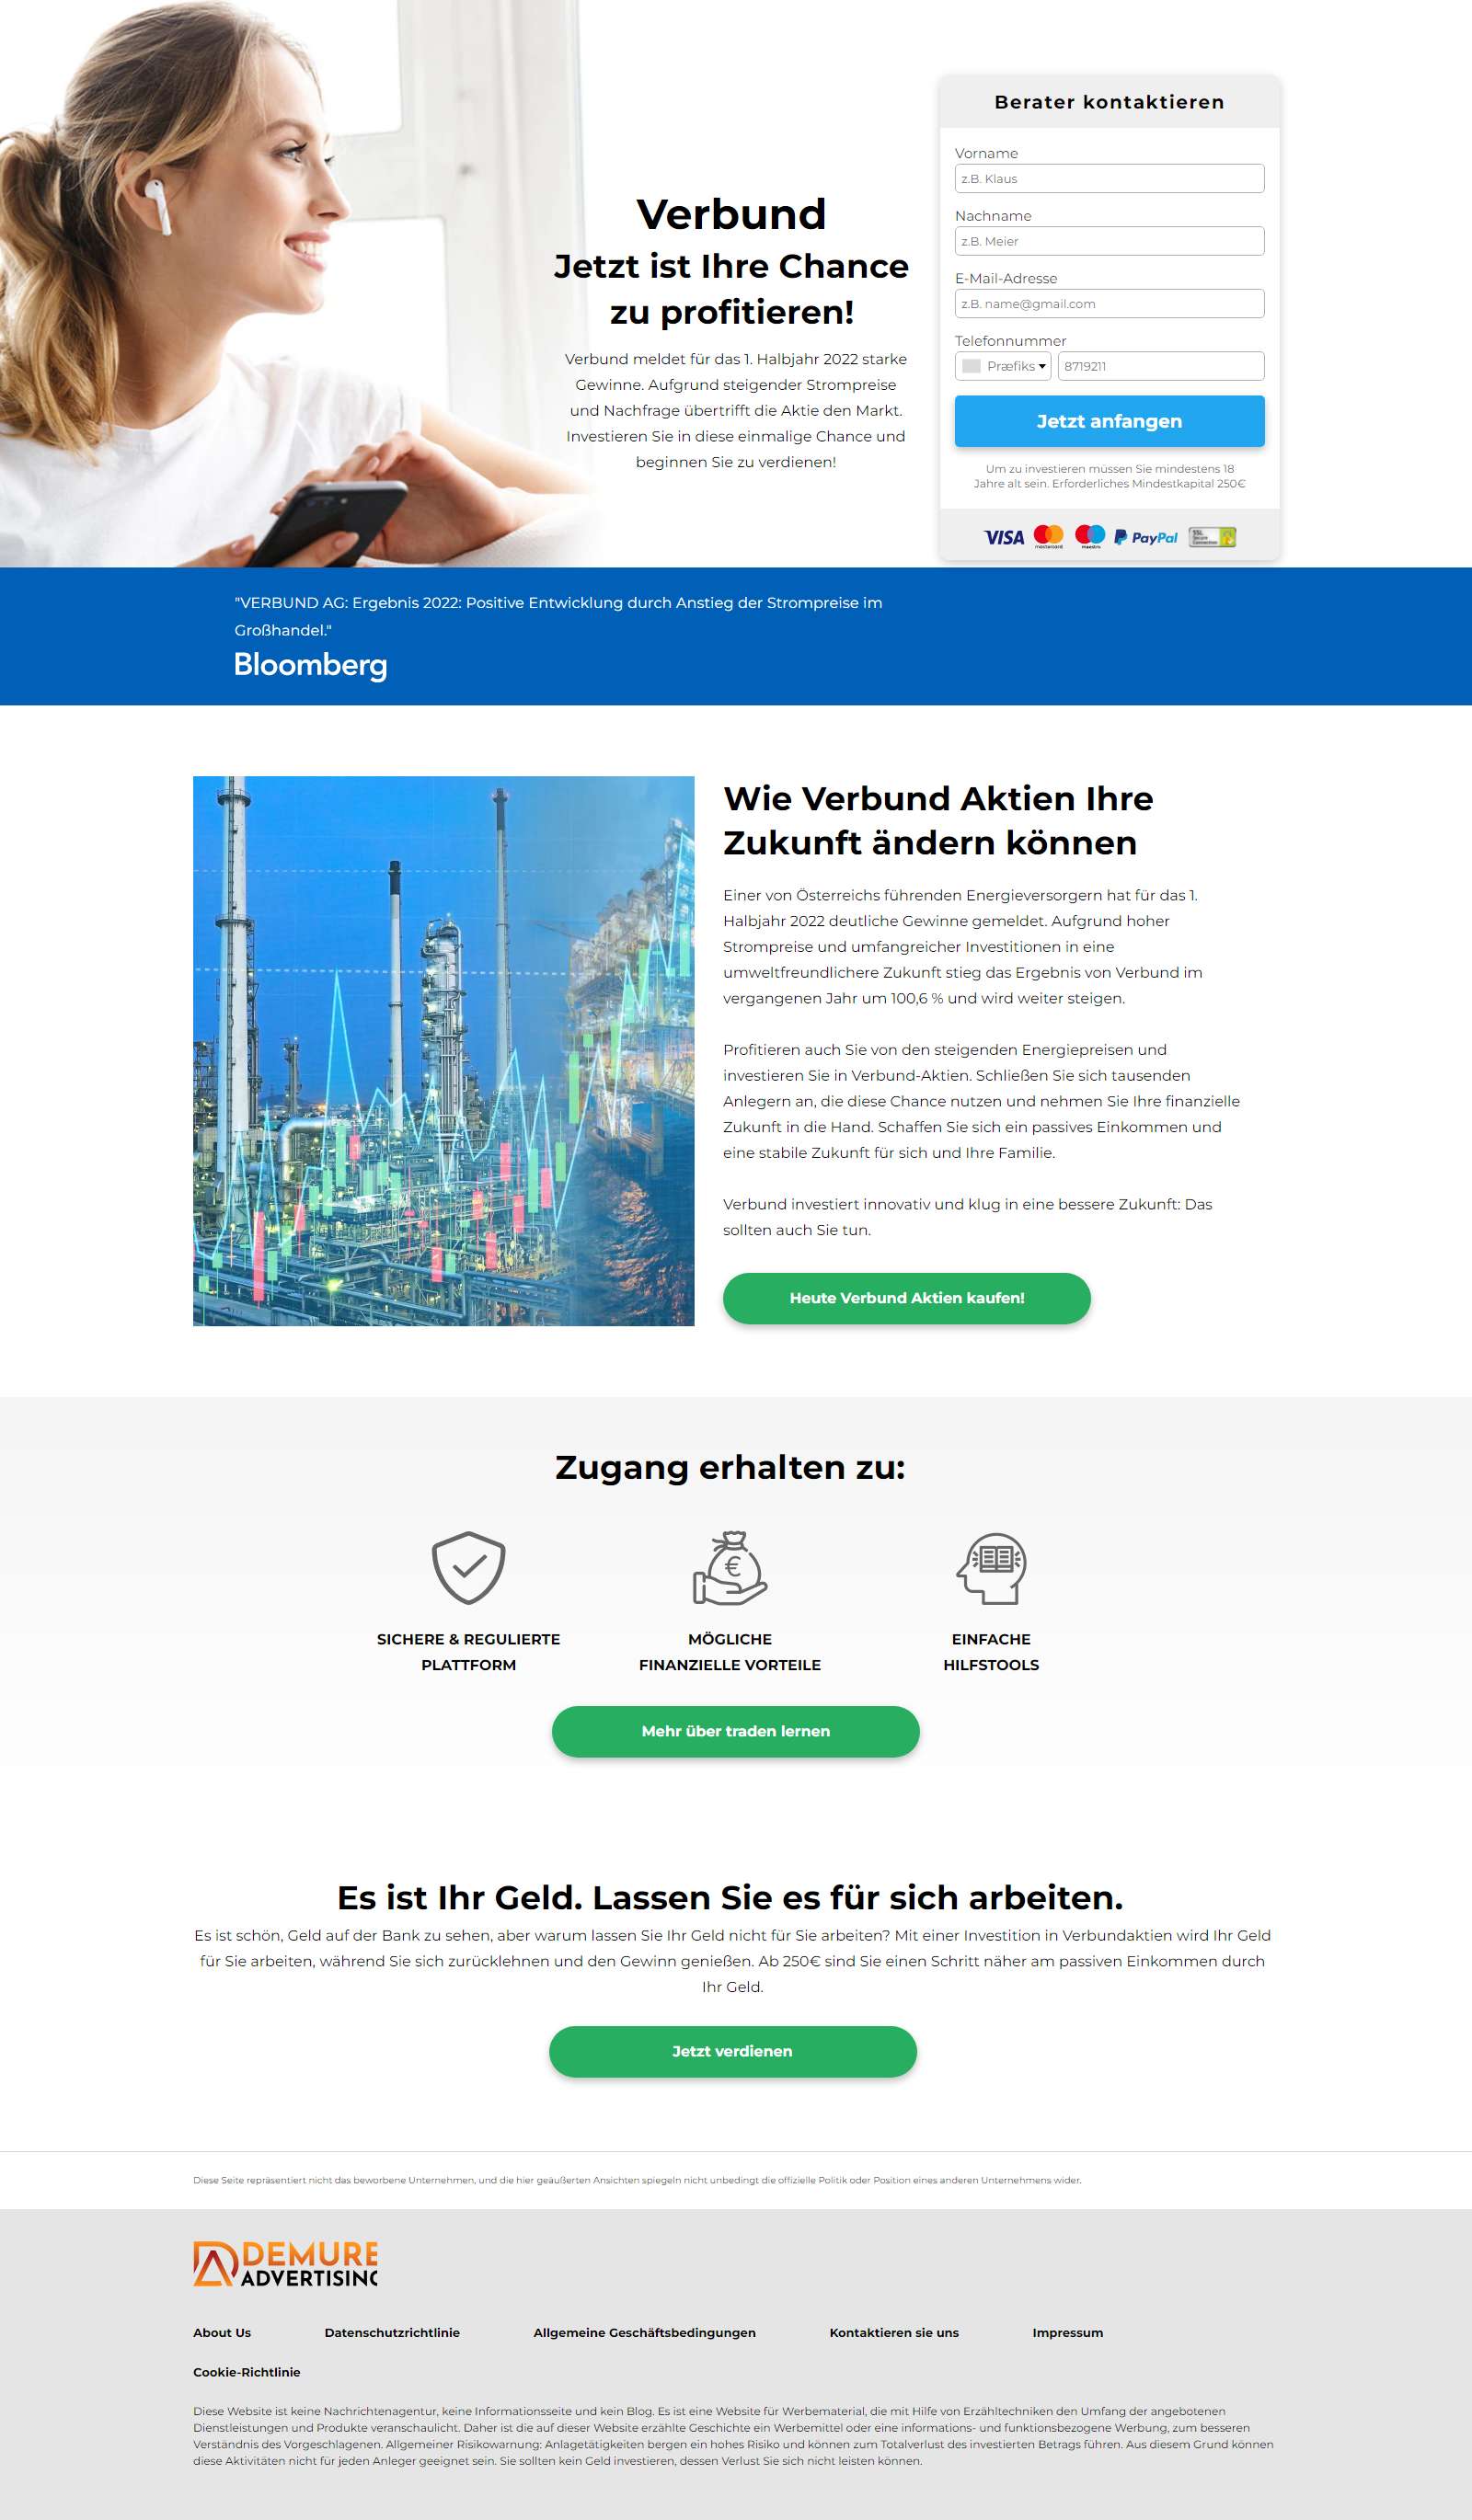 Berater kontaktieren
Vorname
z.B. Klaus
Nachname
z.B. Meier
E-Mail-Adresse
z.B. name@gmail.com
Telefonnummer
Præfiks
8719211
Jetzt anfangen
Um zu investieren müssen Sie mindestens 18
Jahre alt sein. Erforderliches Mindestkapital 250€
VISA mastercard maestro PayPal SSL Secure Connection
Verbund
Jetzt ist Ihre Chance
zu profitieren!
Verbund meldet für das 1. Halbjahr 2022 starke
Gewinne. Aufgrund steigender Strompreise
und Nachfrage übertrifft die Aktie den Markt.
Investieren Sie in diese einmalige Chance und
beginnen Sie zu verdienen!
"VERBUND AG: Ergebnis 2022: Positive Entwicklung durch Anstieg der Strompreise im
Großhandel."
Bloomberg
Wie Verbund Aktien Ihre
Zukunft ändern können
Einer von Österreichs führenden Energieversorgern hat für das 1.
Halbjahr 2022 deutliche Gewinne gemeldet. Aufgrund hoher
Strompreise und umfangreicher Investitionen in eine
umweltfreundlichere Zukunft stieg das Ergebnis von Verbund im
vergangenen Jahr um 100,6 % und wird weiter steigen.
Profitieren auch Sie von den steigenden Energiepreisen und
investieren Sie in Verbund-Aktien. Schließen Sie sich tausenden
Anlegern an, die diese Chance nutzen und nehmen Sie Ihre finanzielle
Zukunft in die Hand. Schaffen Sie sich ein passives Einkommen und
eine stabile Zukunft für sich und Ihre Familie.
Verbund investiert innovativ und klug in eine bessere Zukunft: Das
sollten auch Sie tun.
Heute Verbund Aktien kaufen!
Zugang erhalten zu:
€
SICHERE & REGULIERTE
PLATTFORM
MÖGLICHE
FINANZIELLE VORTEILE
EINFACHE
HILFSTOOLS
Mehr über traden lernen
Es ist Ihr Geld. Lassen Sie es für sich arbeiten.
Es ist schön, Geld auf der Bank zu sehen, aber warum lassen Sie Ihr Geld nicht für Sie arbeiten? Mit einer Investition in Verbundaktien wird Ihr Geld
für Sie arbeiten, während Sie sich zurücklehnen und den Gewinn genießen. Ab 250€ sind Sie einen Schritt näher am passiven Einkommen durch
Ihr Geld.
Jetzt verdienen
Diese Seite repräsentiert nicht das beworbene Unternehmen, und die hier geäußerten Ansichten spiegeln nicht unbedingt die offizielle Politik oder Position eines anderen Unternehmens wider.
DEMURE
ADVERTISING
About Us Datenschutzrichtlinie Allgemeine Geschäftsbedingungen Kontaktieren sie uns Impressum
Cookie-Richtlinie
Diese Website ist keine Nachrichtenagentur, keine Informationsseite und kein Blog. Es ist eine Website für Werbematerial, die mit Hilfe von Erzähltechniken den Umfang der angebotenen
Dienstleistungen und Produkte veranschaulicht. Daher ist die auf dieser Website erzählte Geschichte ein Werbemittel oder eine informations- und funktionsbezogene Werbung, zum besseren
Verständnis des Vorgeschlagenen. Allgemeiner Risikowarnung: Anlagetätigkeiten bergen ein hohes Risiko und können zum Totalverlust des investierten Betrags führen. Aus diesem Grund können
diese Aktivitäten nicht für jeden Anleger geeignet sein. Sie sollten kein Geld investieren, dessen Verlust Sie sich nicht leisten können.